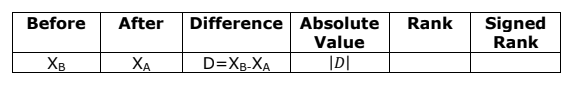 Before After Difference Absolute Value Rank Signed Rank
X_B X_A D=X_B-X_A |D|